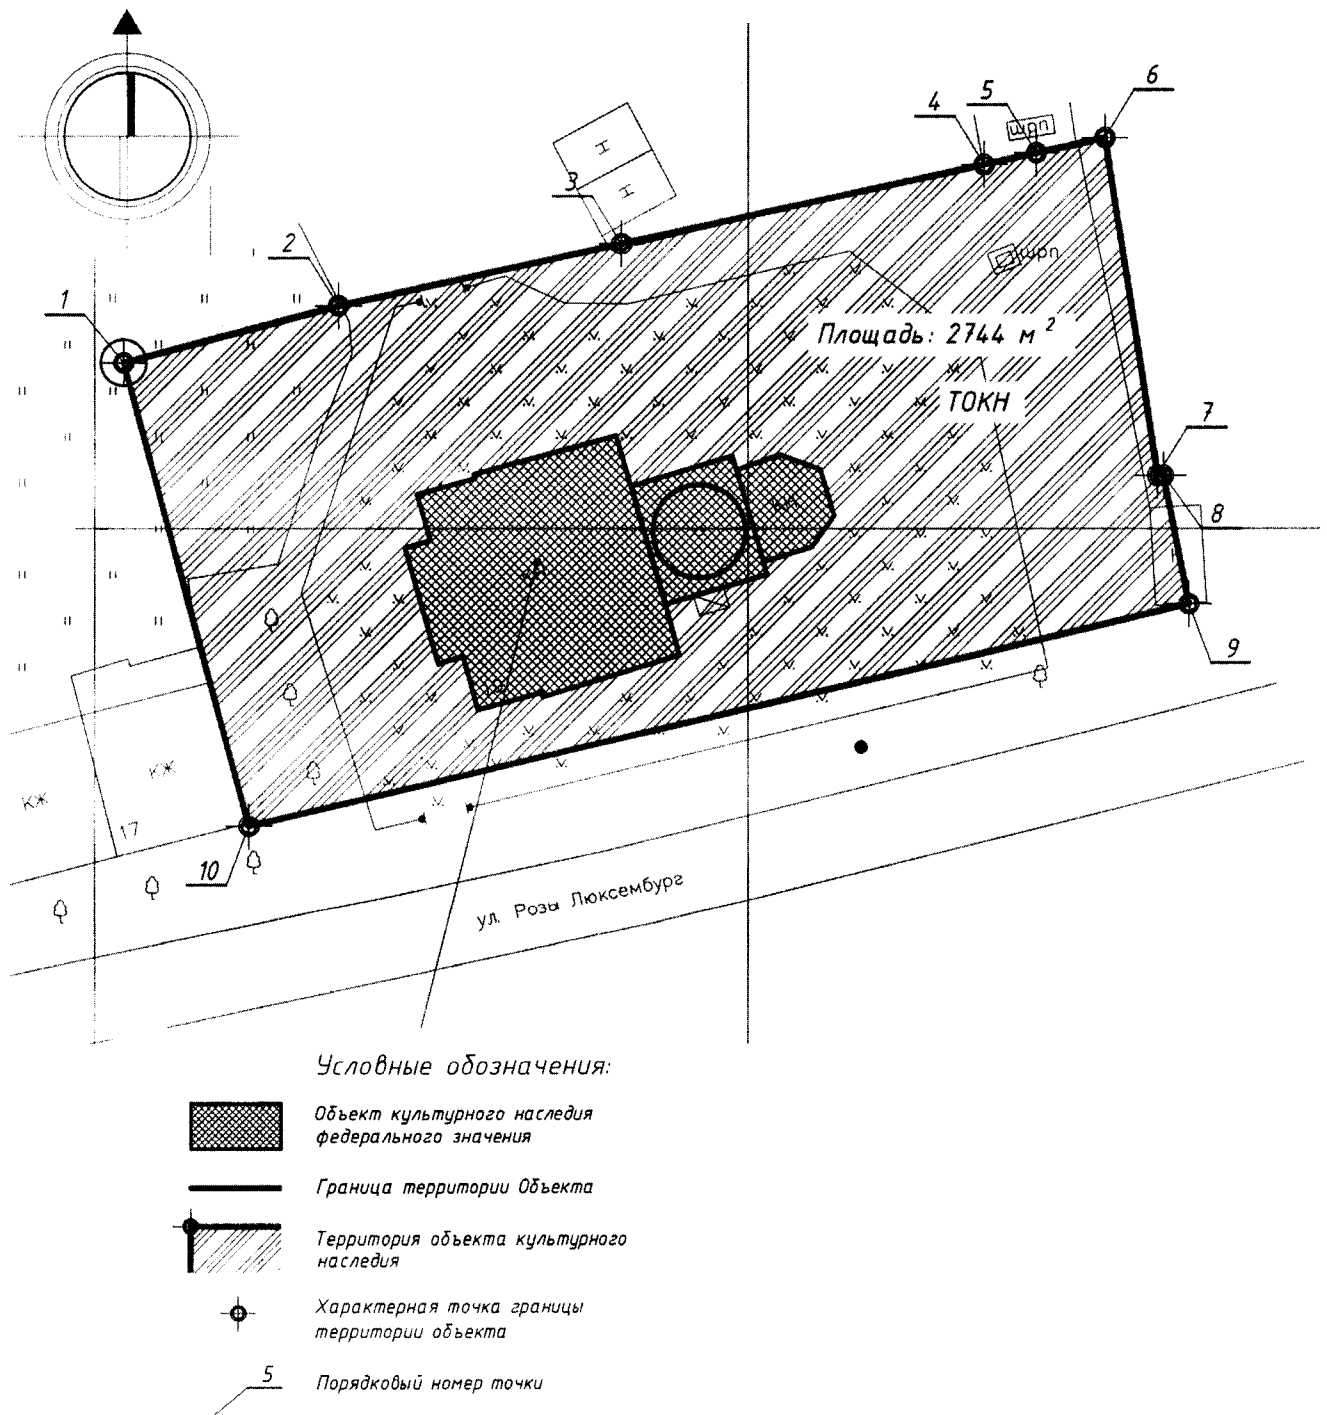 6
5
4
шрп
Н
3
Н
2
шрп
1
Площадь: 2744 м 2
ТОКН
7
8
9
КЖ
КЖ
17
10
ул. Розы Люксембург
Условные обозначения:
Объект культурного наследия
федерального значения
Граница территории Объекта
Территория объекта культурного
наследия
Характерная точка границы
территории объекта
5
Порядковый номер точки